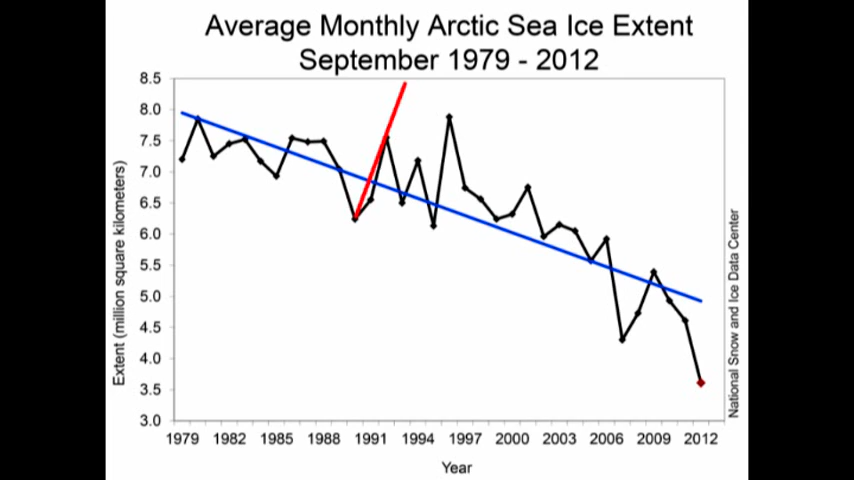 Average Monthly Arctic Sea Ice Extent
September 1979 - 2012
8.5
8.0
7.5
7.0
6.5
6.0
5.5
5.0
4.5
4.0
3.5
3.0
Extent (million square kilometers)
1979 1982 1985 1988 1991 1994 1997 2000 2003 2006 2009 2012
Year
National Snow and Ice Data Center